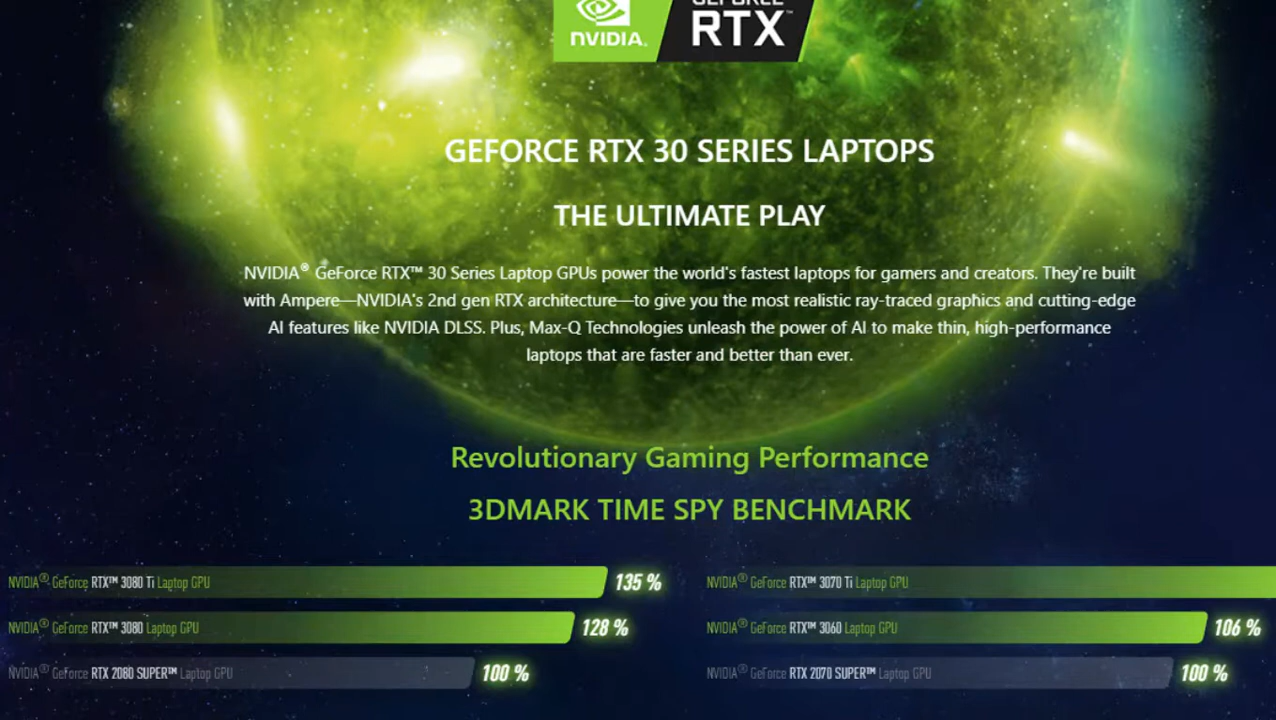 NVIDIA.
GEFORCE
RTX™
GEFORCE RTX 30 SERIES LAPTOPS
THE ULTIMATE PLAY
NVIDIA® GeForce RTX™ 30 Series Laptop GPUs power the world's fastest laptops for gamers and creators. They're built
with Ampere—NVIDIA's 2nd gen RTX architecture—to give you the most realistic ray-traced graphics and cutting-edge
AI features like NVIDIA DLSS. Plus, Max-Q Technologies unleash the power of AI to make thin, high-performance
laptops that are faster and better than ever.
Revolutionary Gaming Performance
3DMARK TIME SPY BENCHMARK
NVIDIA® GeForce RTX™ 3080 Ti Laptop GPU 135 %
NVIDIA® GeForce RTX™ 3080 Laptop GPU 128 %
NVIDIA® GeForce RTX 2080 SUPER™ Laptop GPU 100 %
NVIDIA® GeForce RTX™ 3070 Ti Laptop GPU
NVIDIA® GeForce RTX™ 3060 Laptop GPU 106 %
NVIDIA® GeForce RTX 2070 SUPER™ Laptop GPU 100 %